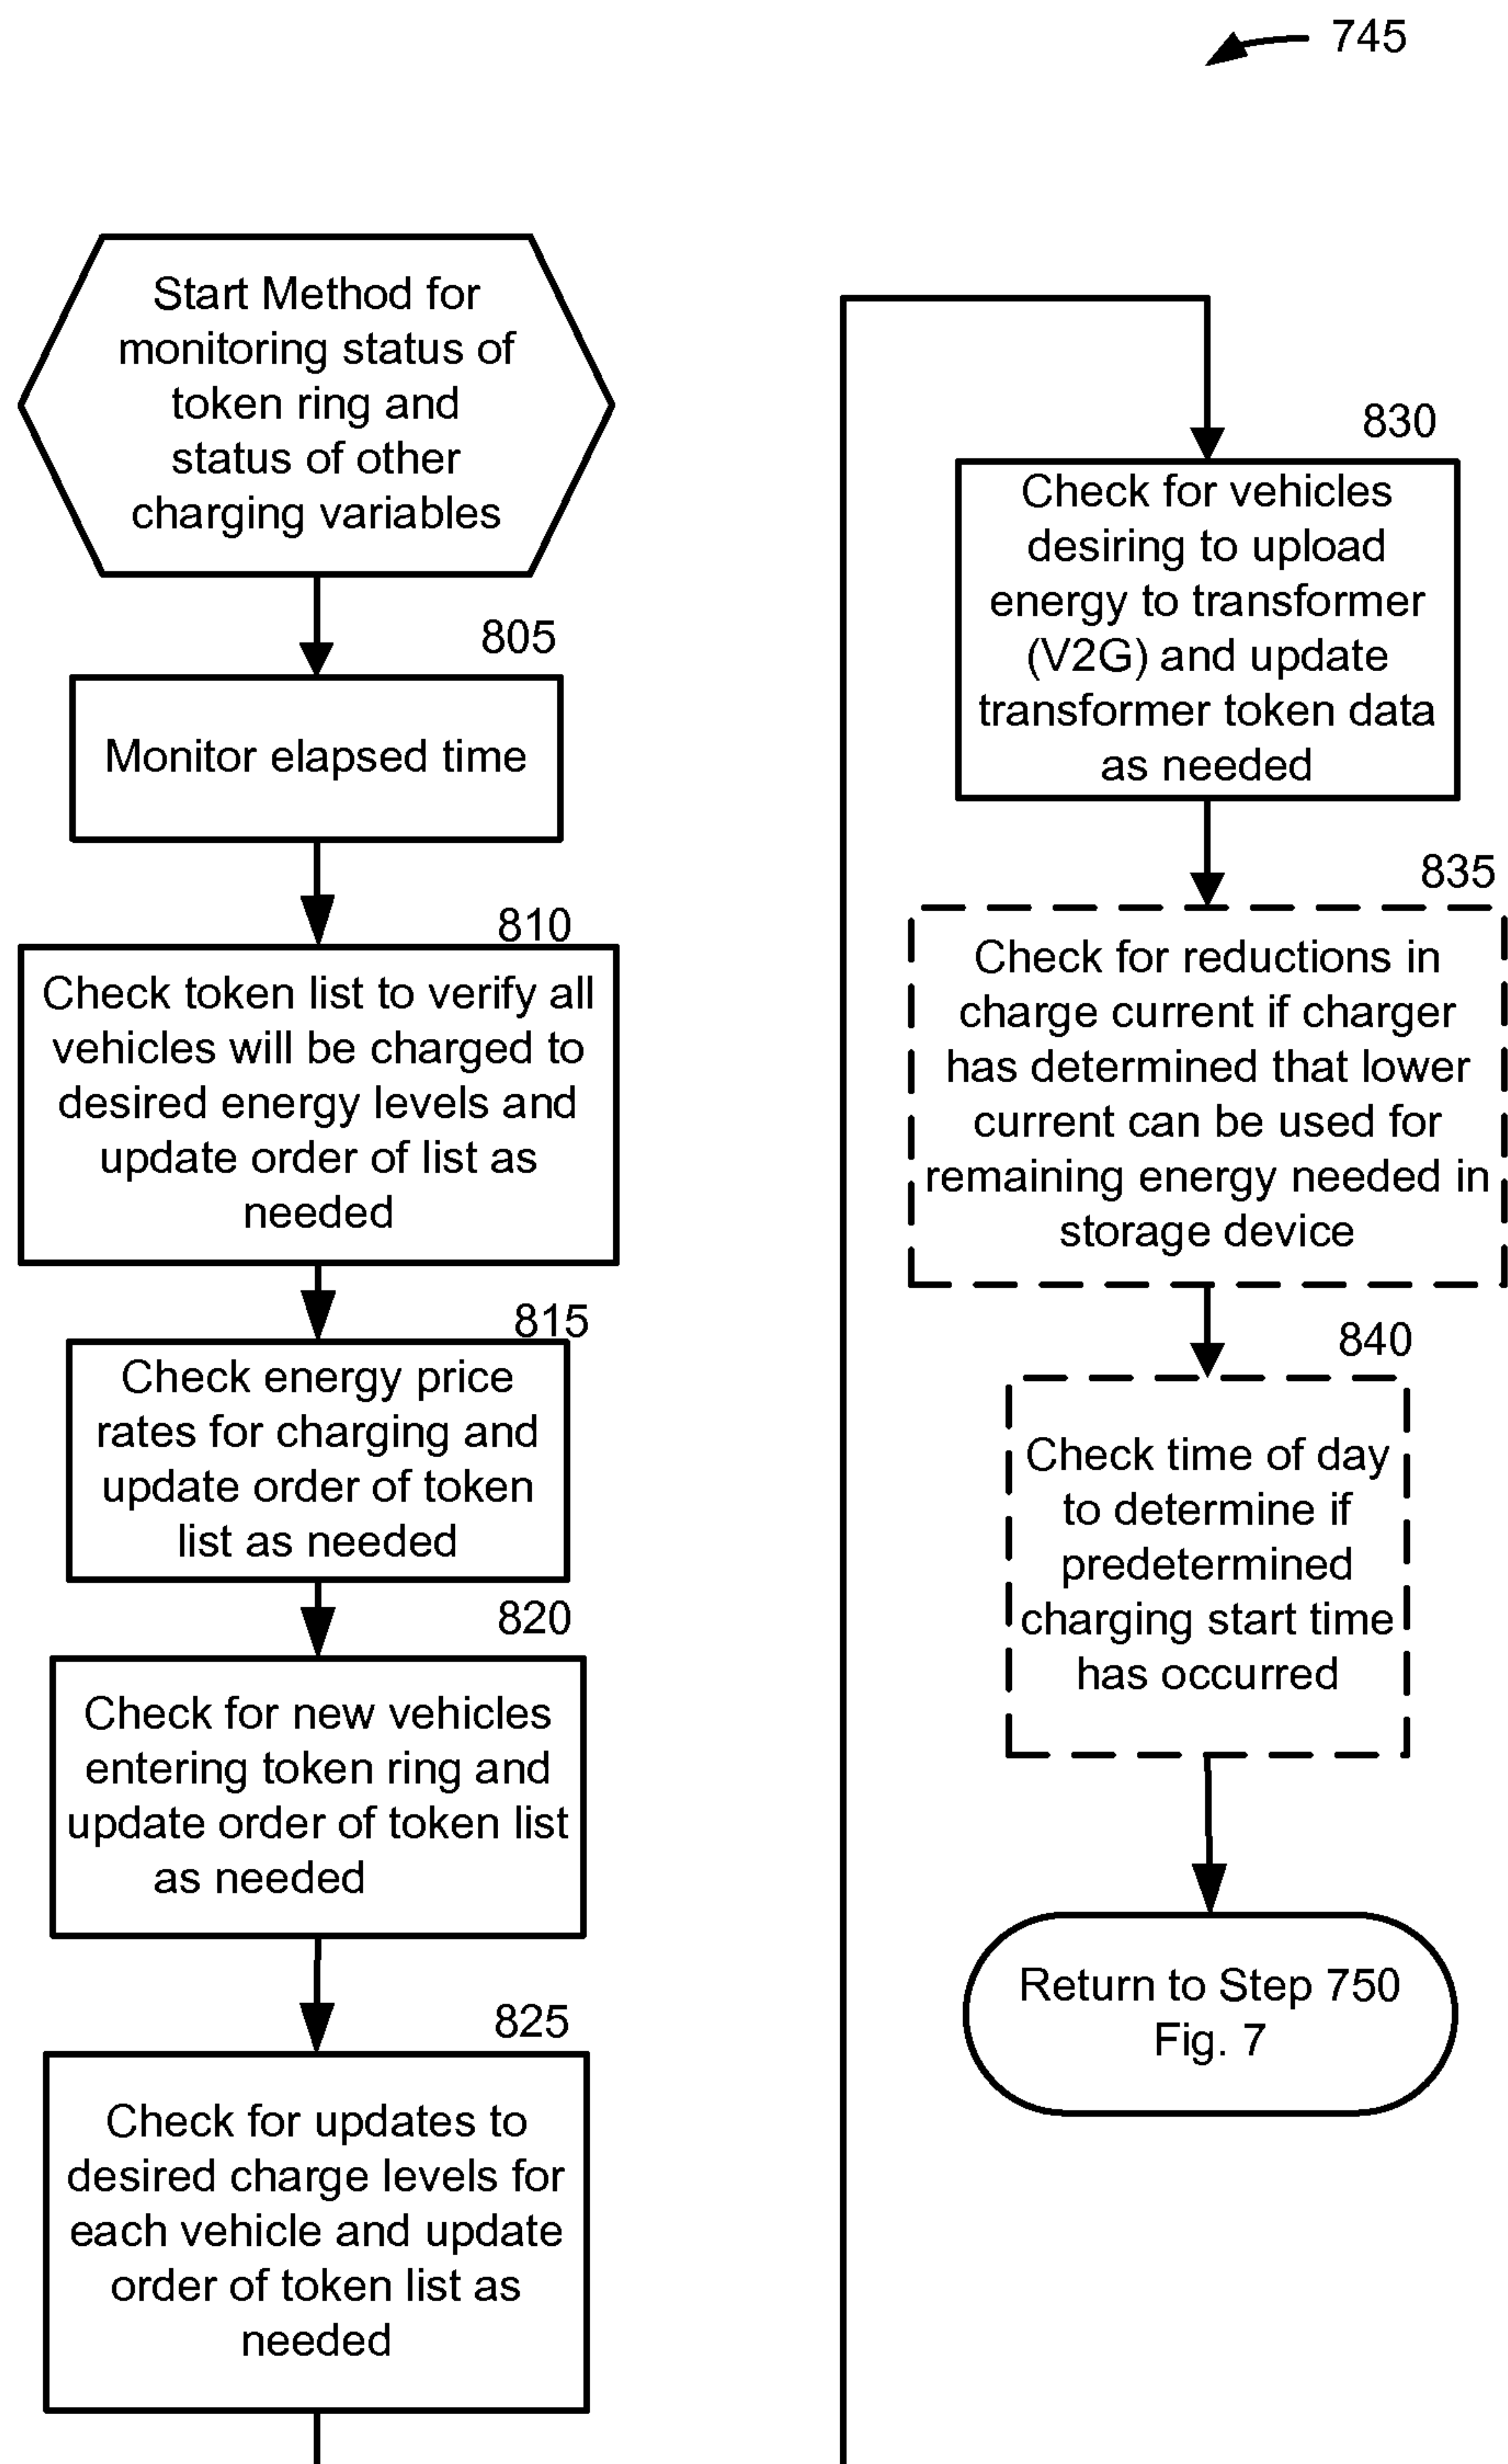 745
Start Method for
monitoring status of
token ring and
status of other
charging variables
805
Monitor elapsed time
810
Check token list to verify all
vehicles will be charged to
desired energy levels and
update order of list as
needed
815
Check energy price
rates for charging and
update order of token
list as needed
820
Check for new vehicles
entering token ring and
update order of token list
as needed
825
Check for updates to
desired charge levels for
each vehicle and update
order of token list as
needed
830
Check for vehicles
desiring to upload
energy to transformer
(V2G) and update
transformer token data
as needed
835
Check for reductions in
charge current if charger
has determined that lower
current can be used for
remaining energy needed in
storage device
840
Check time of day
to determine if
predetermined
charging start time
has occurred
Return to Step 750
Fig. 7